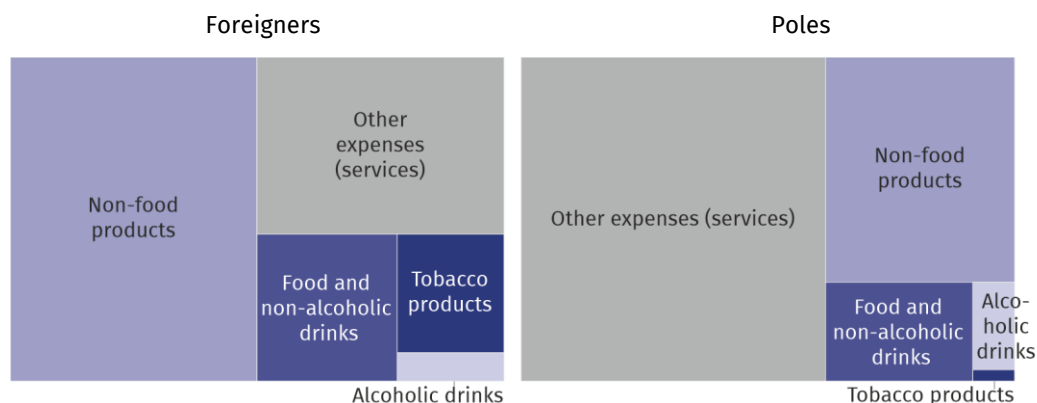 Foreigners
Non-food
products
Other
expenses
(services)
Food and
non-alcoholic
drinks
Tobacco
products
Alcoholic drinks
Poles
Other expenses (services)
Non-food
products
Food and
non-alcoholic
drinks
Alco-
holic
drinks
Tobacco products